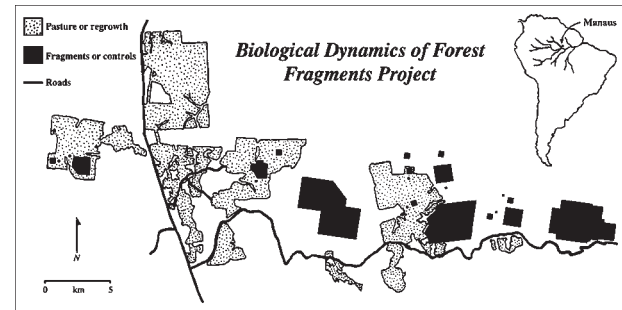 Pasture or regrowth
Fragments or controls
Roads
Biological Dynamics of Forest
Fragments Project
Manaus
N
0 km 5